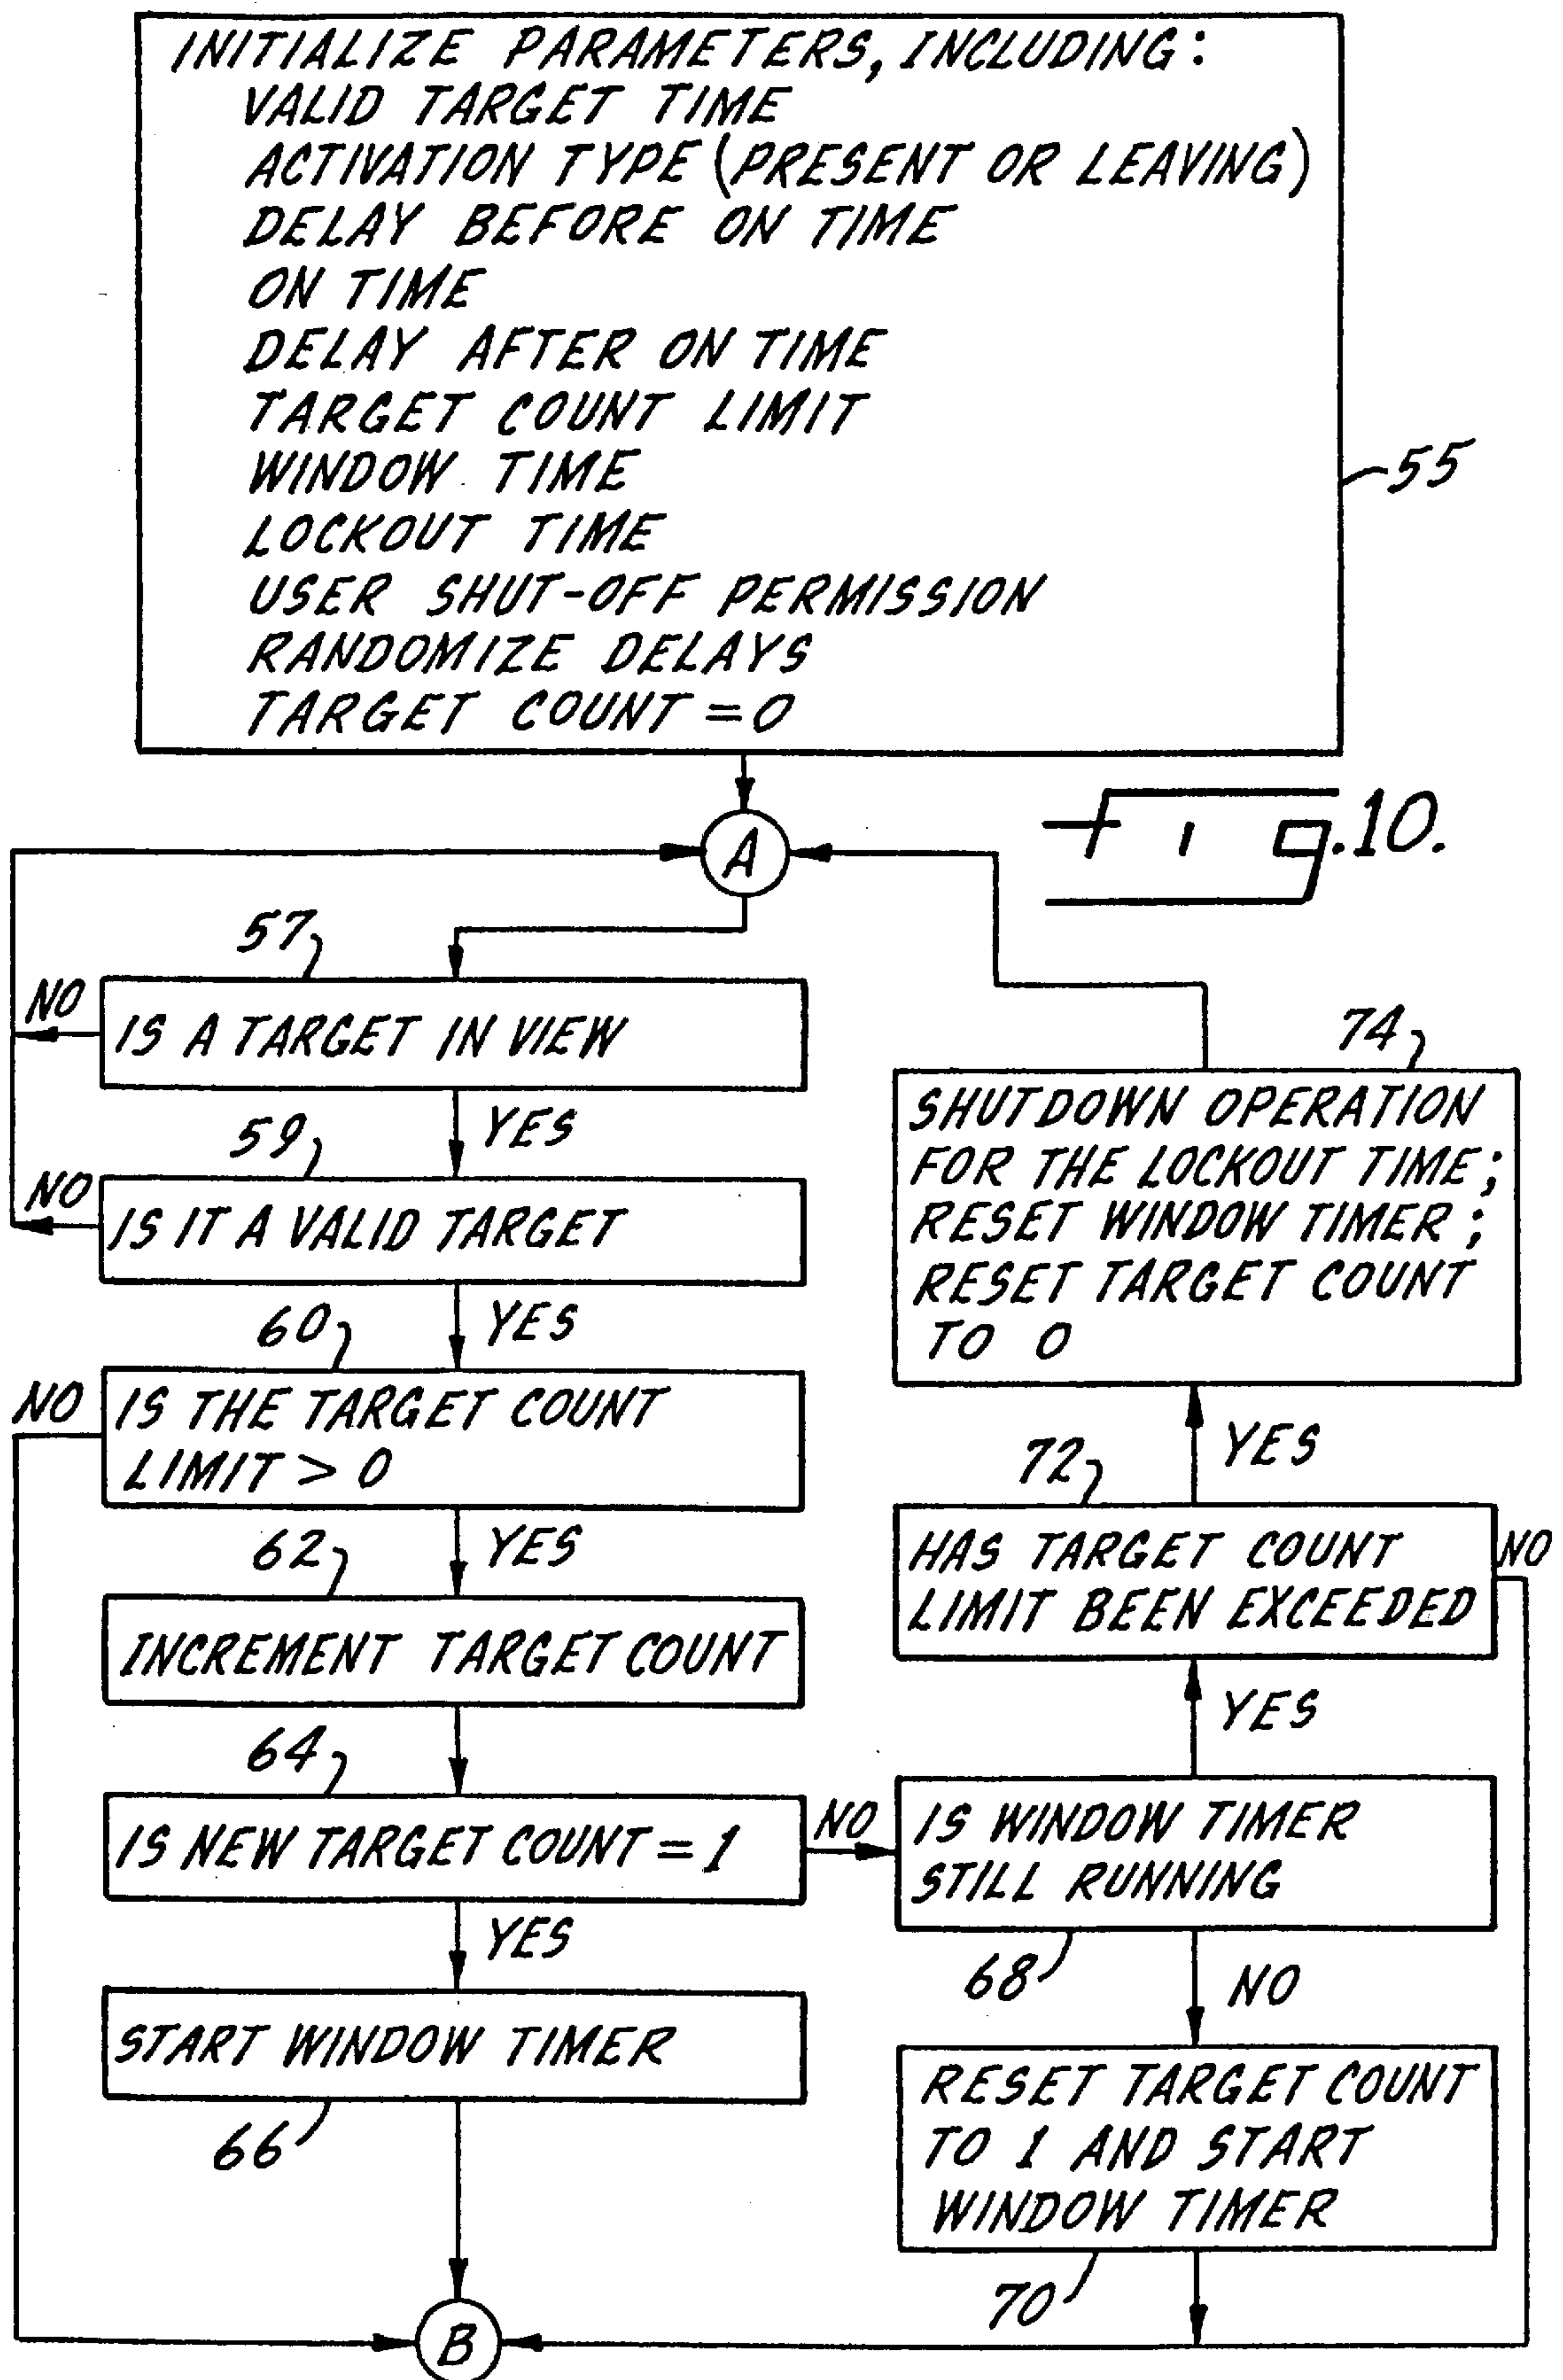 INITIALIZE PARAMETERS, INCLUDING:
VALID TARGET TIME
ACTIVATION TYPE (PRESENT OR LEAVING)
DELAY BEFORE ON TIME
ON TIME
DELAY AFTER ON TIME
TARGET COUNT LIMIT
WINDOW TIME
LOCKOUT TIME
USER SHUT-OFF PERMISSION
RANDOMIZE DELAYS
TARGET COUNT = 0
55
A
fig.10.
57
NO
IS A TARGET IN VIEW
YES
59
NO
IS IT A VALID TARGET
YES
60
NO
IS THE TARGET COUNT
LIMIT > 0
YES
62
INCREMENT TARGET COUNT
64
IS NEW TARGET COUNT = 1
NO
YES
START WINDOW TIMER
66
B
74
SHUTDOWN OPERATION
FOR THE LOCKOUT TIME;
RESET WINDOW TIMER;
RESET TARGET COUNT
TO 0
YES
72
HAS TARGET COUNT
LIMIT BEEN EXCEEDED
NO
YES
IS WINDOW TIMER
STILL RUNNING
68
NO
RESET TARGET COUNT
TO 1 AND START
WINDOW TIMER
70